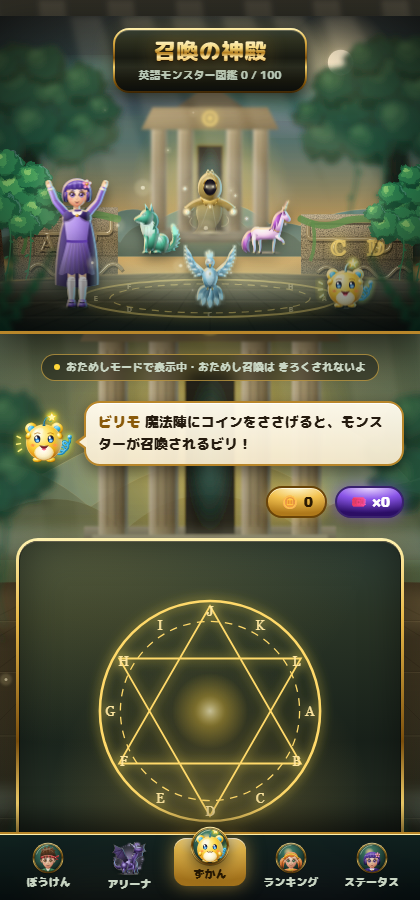 召喚の神殿
英語モンスター図鑑 0 / 100
A
C D
おためしモードで表示中・おためし召喚は きろくされないよ
ビリモ 魔法陣にコインをささげると、モンス
ターが召喚されるビリ！
0
×0
J
I
K
H
L
G
A
F
B
E
C
D
ぼうけん
アリーナ
ずかん
ランキング
ステータス